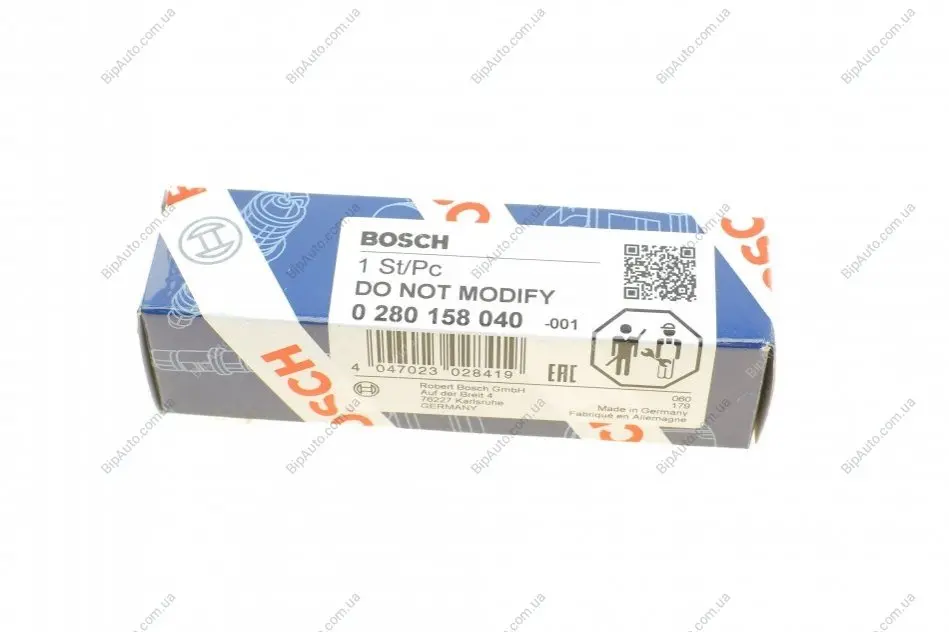 BOSCH
1 St/Pc
DO NOT MODIFY
0 280 158 040 -001
4 047023 028419
EAC
Robert Bosch GmbH
Auf der Breit 4
76227 Karlsruhe
GERMANY
060
179
Made in Germany
Fabriqué en Allemagne
BOSCH
BipAuto.com.ua